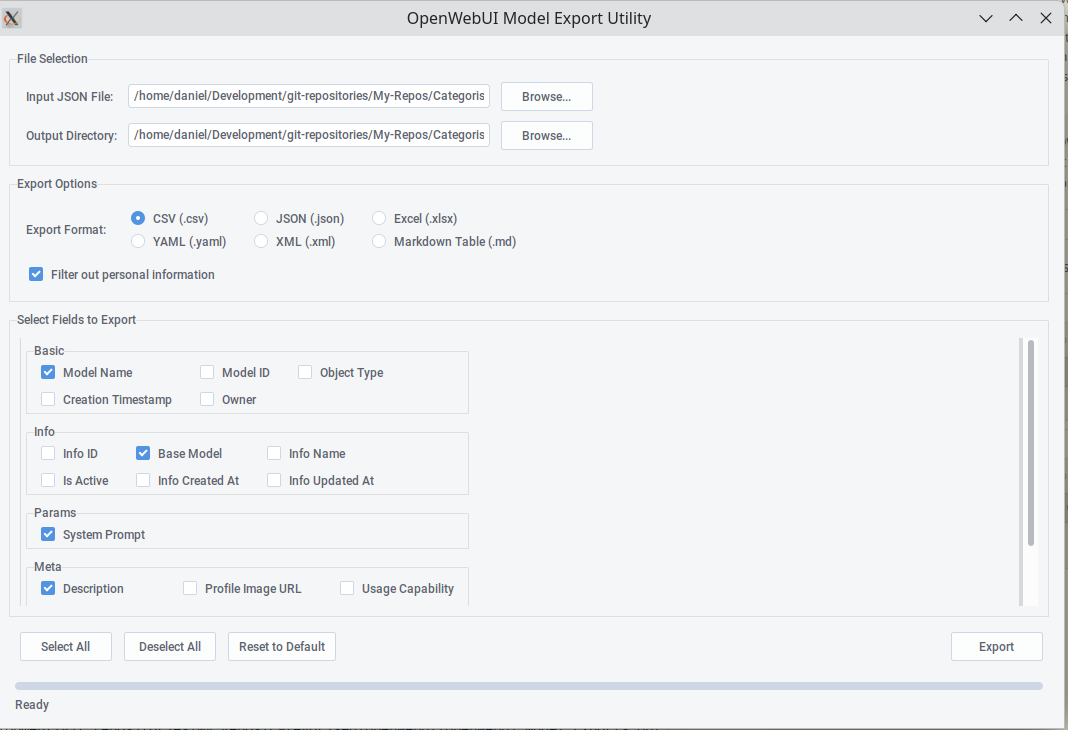 OpenWebUI Model Export Utility
File Selection
Input JSON File: /home/daniel/Development/git-repositories/My-Repos/Categoris Browse...
Output Directory: /home/daniel/Development/git-repositories/My-Repos/Categoris Browse...
Export Options
Export Format:
CSV (.csv) JSON (.json) Excel (.xlsx)
YAML (.yaml) XML (.xml) Markdown Table (.md)
Filter out personal information
Select Fields to Export
Basic
Model Name Model ID Object Type
Creation Timestamp Owner
Info
Info ID Base Model Info Name
Is Active Info Created At Info Updated At
Params
System Prompt
Meta
Description Profile Image URL Usage Capability
Select All Deselect All Reset to Default Export
Ready